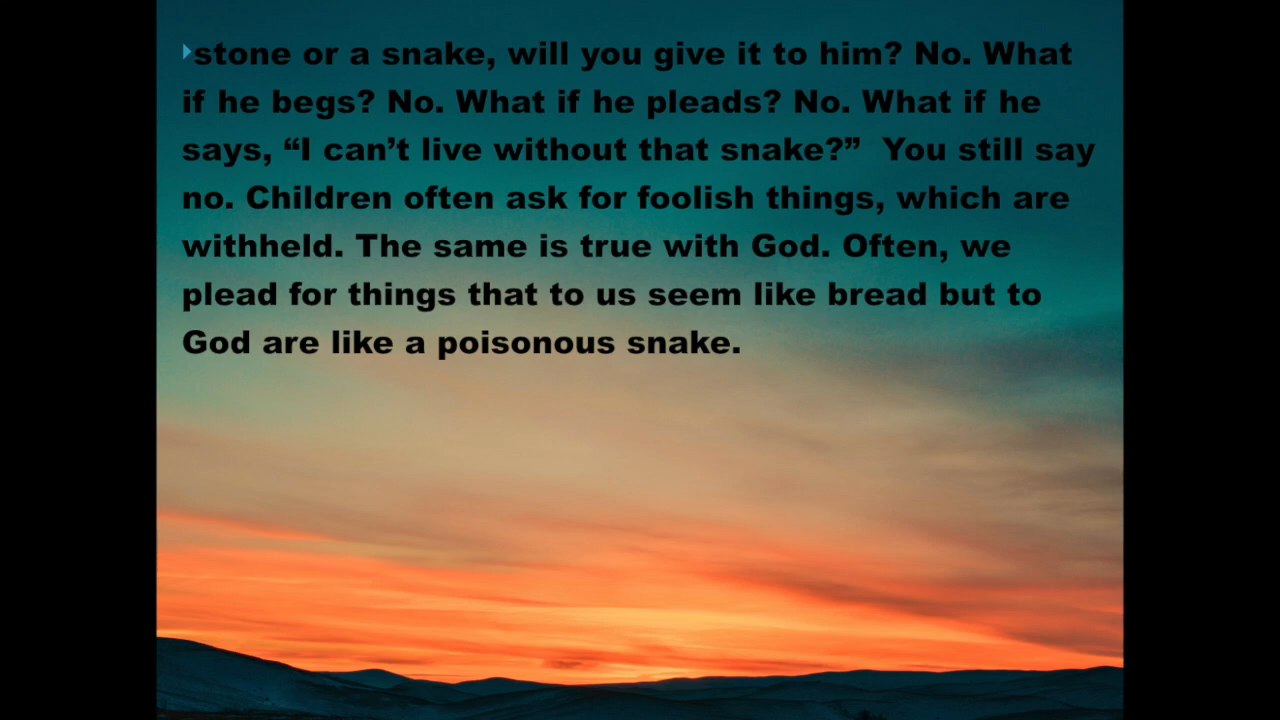 stone or a snake, will you give it to him? No. What
if he begs? No. What if he pleads? No. What if he
says, “I can’t live without that snake?”  You still say
no. Children often ask for foolish things, which are
withheld. The same is true with God. Often, we
plead for things that to us seem like bread but to
God are like a poisonous snake.